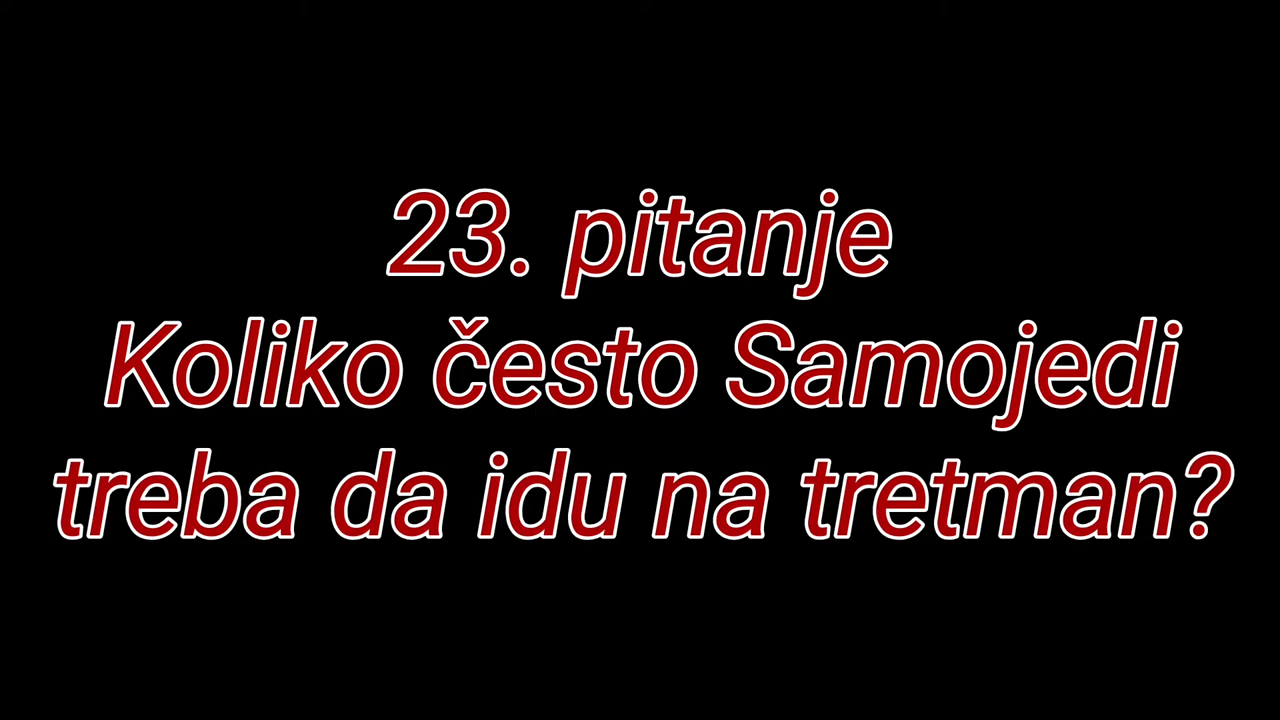 23. pitanje
Koliko često Samojedi
treba da idu na tretman?